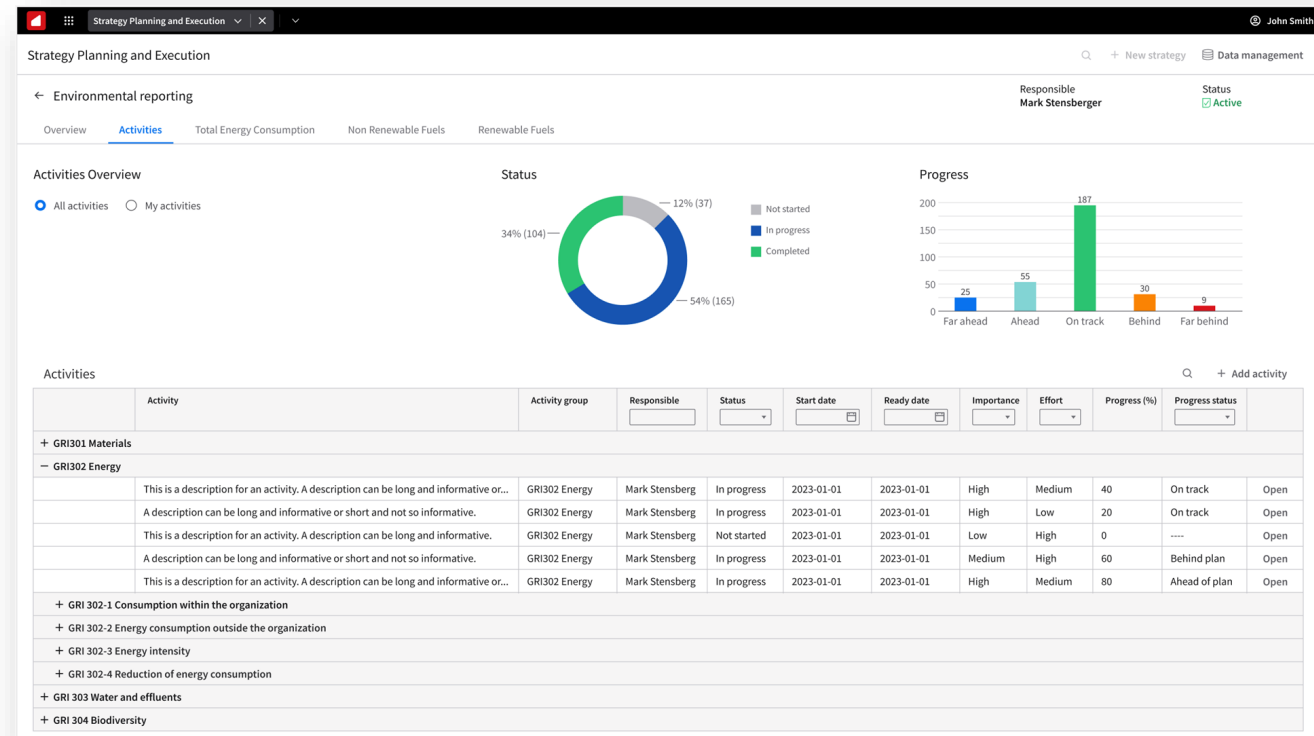 Strategy Planning and Execution
John Smith
Strategy Planning and Execution
+ New strategy
Data management
Environmental reporting
Responsible
Mark Stensberger
Status
Active
Overview
Activities
Total Energy Consumption
Non Renewable Fuels
Renewable Fuels
Activities Overview
All activities
My activities
Status
12% (37)
34% (104)
54% (165)
Not started
In progress
Completed
Progress
200
150
100
50
0
25
55
187
30
9
Far ahead
Ahead
On track
Behind
Far behind
Activities
+ Add activity
Activity Activity group Responsible Status Start date Ready date Importance Effort Progress (%) Progress status
+ GRI301 Materials
− GRI302 Energy
This is a description for an activity. A description can be long and informative or... GRI302 Energy Mark Stensberg In progress 2023-01-01 2023-01-01 High Medium 40 On track Open
A description can be long and informative or short and not so informative. GRI302 Energy Mark Stensberg In progress 2023-01-01 2023-01-01 High Low 20 On track Open
This is a description for an activity. A description can be long and informative. GRI302 Energy Mark Stensberg Not started 2023-01-01 2023-01-01 Low High 0 ---- Open
A description can be long and informative or short and not so informative. GRI302 Energy Mark Stensberg In progress 2023-01-01 2023-01-01 Medium High 60 Behind plan Open
This is a description for an activity. A description can be long and informative or... GRI302 Energy Mark Stensberg In progress 2023-01-01 2023-01-01 High Medium 80 Ahead of plan Open
+ GRI 302-1 Consumption within the organization
+ GRI 302-2 Energy consumption outside the organization
+ GRI 302-3 Energy intensity
+ GRI 302-4 Reduction of energy consumption
+ GRI 303 Water and effluents
+ GRI 304 Biodiversity